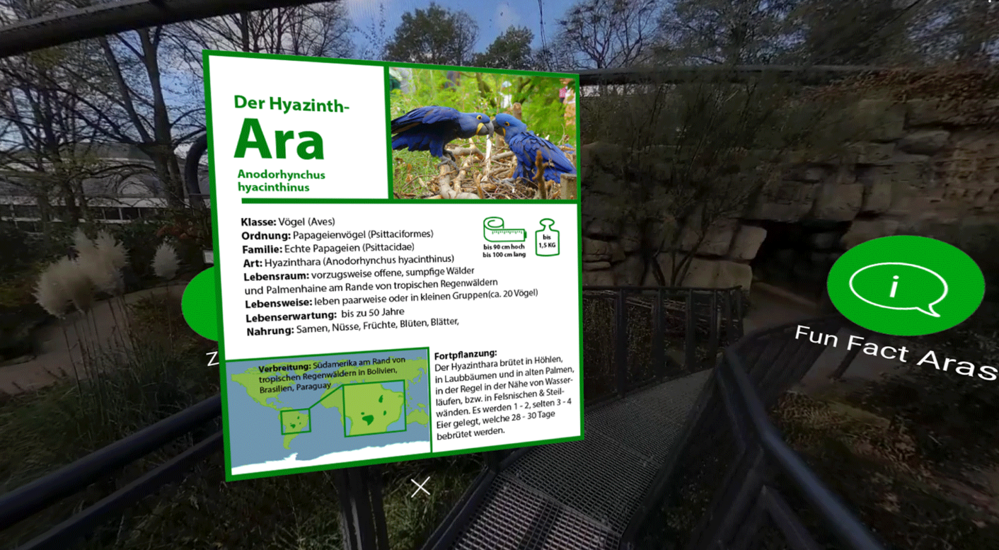 Der Hyazinth-
Ara
Anodorhynchus
hyacinthinus
Klasse: Vögel (Aves)
Ordnung: Papageienvögel (Psittaciformes)
Familie: Echte Papageien (Psittacidae)
Art: Hyazinthara (Anodorhynchus hyacinthinus)
Lebensraum: vorzugsweise offene, sumpfige Wälder
und Palmenhaine am Rande von tropischen Regenwäldern
Lebensweise: leben paarweise oder in kleinen Gruppen(ca. 20 Vögel)
Lebenserwartung: bis zu 50 Jahre
Nahrung: Samen, Nüsse, Früchte, Blüten, Blätter,
bis 90 cm hoch
bis 100 cm lang
bis
1,5 KG
Verbreitung: Südamerika am Rand von
tropischen Regenwäldern in Bolivien,
Brasilien, Paraguay
Fortpflanzung:
Der Hyazinthara brütet in Höhlen,
in Laubbäumen und in alten Palmen,
in der Regel in der Nähe von Wasser-
läufen, bzw. in Felsnischen & Steil-
wänden. Es werden 1 - 2, selten 3 - 4
Eier gelegt, welche 28 - 30 Tage
bebrütet werden.
i
Fun Fact Aras